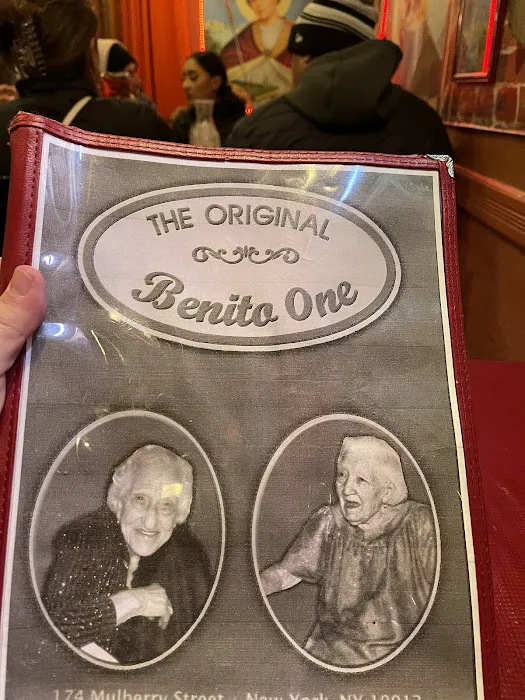 THE ORIGINAL
Benito One
174 Mulberry Street · New York, NY 10013